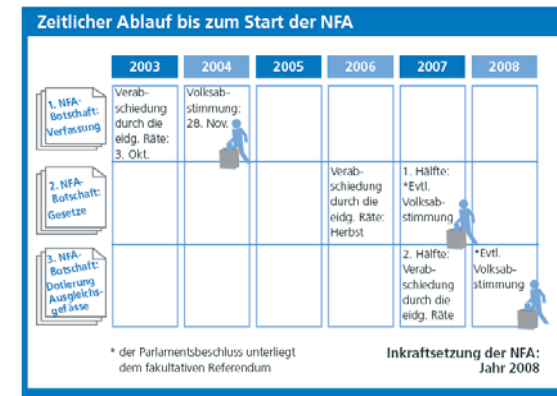 Zeitlicher Ablauf bis zum Start der NFA
2003 2004 2005 2006 2007 2008
1. NFA-
Botschaft:
Verfassung
Verab-
schiedung
durch die
eidg. Räte:
3. Okt.
Volksab-
stimmung:
28. Nov.
2. NFA-
Botschaft:
Gesetze
Verab-
schiedung
durch die
eidg. Räte:
Herbst
1. Hälfte:
*Evtl.
Volksab-
stimmung
3. NFA-
Botschaft:
Dotierung
Ausgleichs-
gefässe
2. Hälfte:
Verab-
schiedung
durch die
eidg. Räte
*Evtl.
Volksab-
stimmung
* der Parlamentsbeschluss unterliegt
dem fakultativen Referendum
Inkraftsetzung der NFA:
Jahr 2008